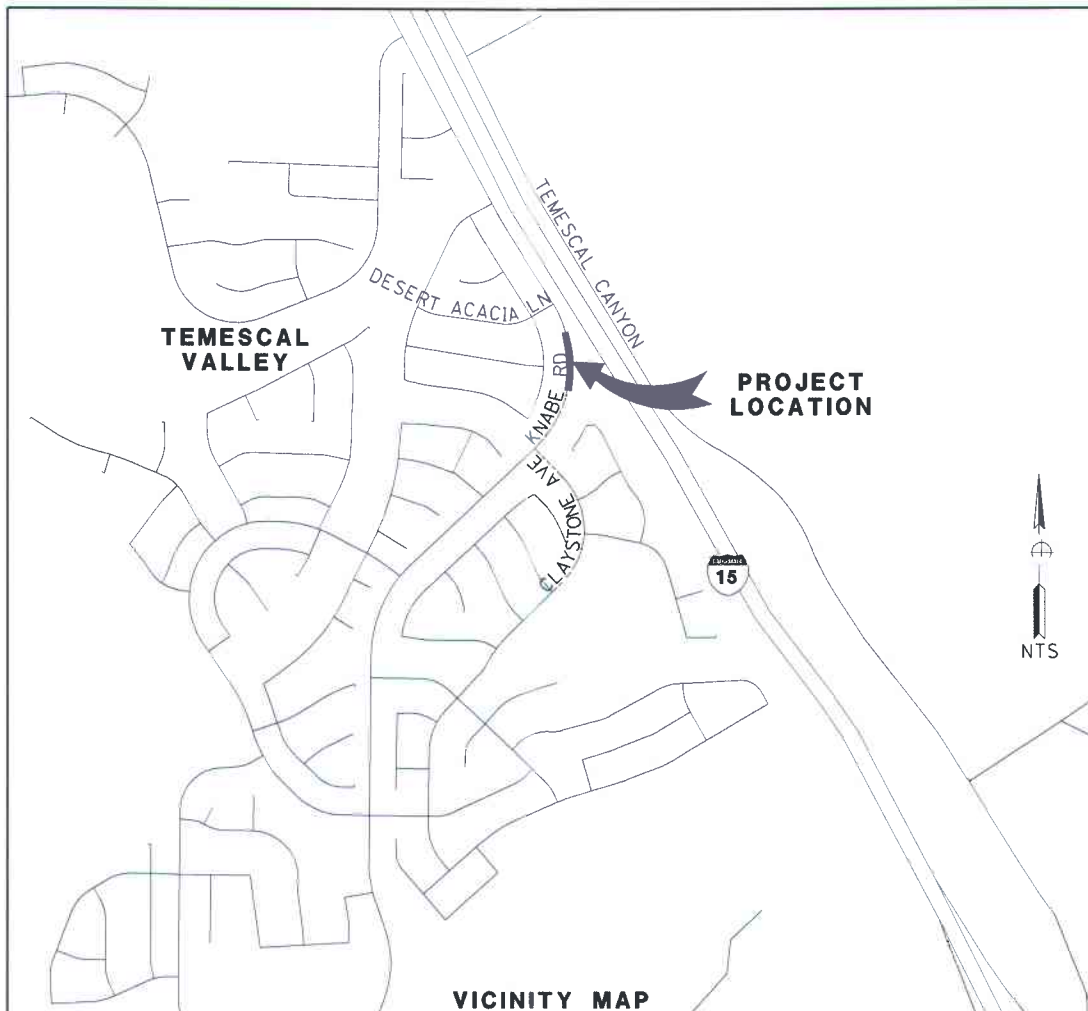 TEMESCAL CANYON
DESERT ACACIA LN
TEMESCAL
VALLEY
KNABE RD
PROJECT
LOCATION
CLAYSTONE AVE
15
NTS
VICINITY MAP